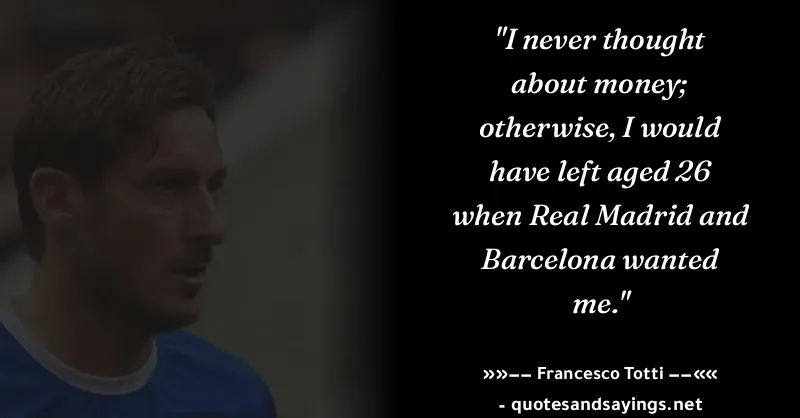 "I never thought
about money;
otherwise, I would
have left aged 26
when Real Madrid and
Barcelona wanted
me."
»»−− Francesco Totti −−««
- quotesandsayings.net